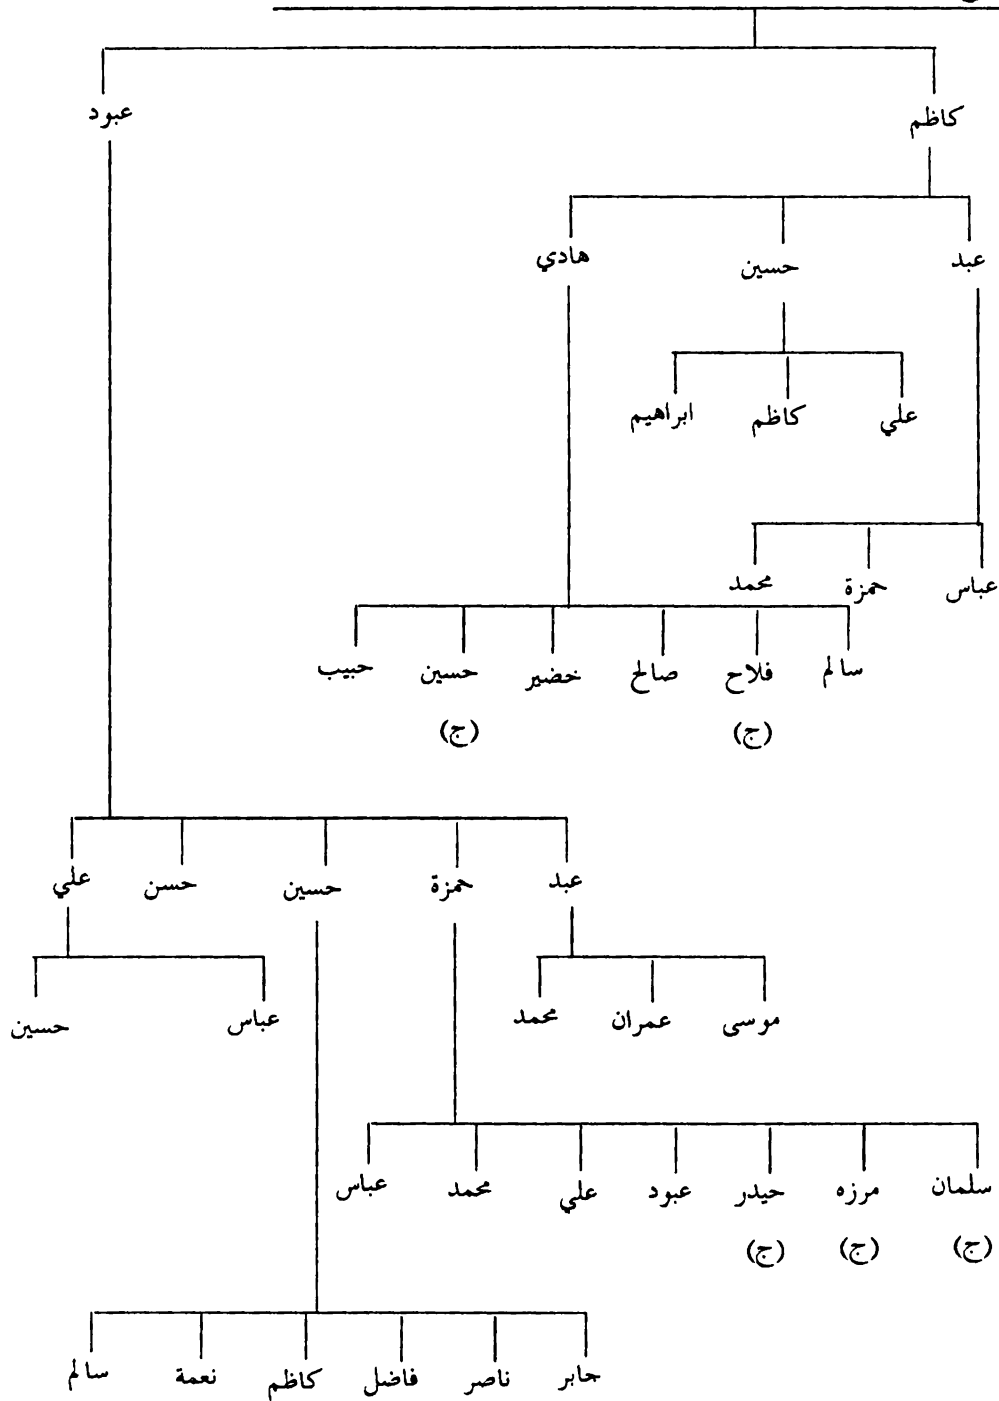 كاظم عبود
عبد حسين هادي
علي كاظم ابراهيم
عباس حمزة محمد
سالم فلاح صالح خضير حسين حبيب
(ج) (ج)
عبد حمزة حسين حسن علي
موسى عمران محمد عباس حسين
سلمان مرزه حيدر عبود علي محمد عباس
(ج) (ج) (ج)
جابر ناصر فاضل كاظم نعمة سالم